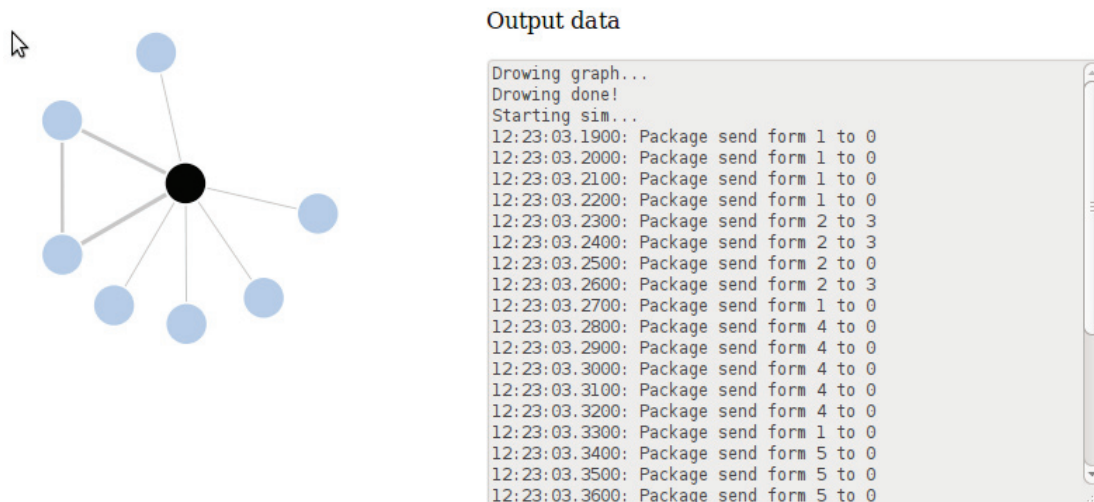 Output data
Drowing graph...
Drowing done!
Starting sim...
12:23:03.1900: Package send form 1 to 0
12:23:03.2000: Package send form 1 to 0
12:23:03.2100: Package send form 1 to 0
12:23:03.2200: Package send form 1 to 0
12:23:03.2300: Package send form 2 to 3
12:23:03.2400: Package send form 2 to 3
12:23:03.2500: Package send form 2 to 0
12:23:03.2600: Package send form 2 to 3
12:23:03.2700: Package send form 1 to 0
12:23:03.2800: Package send form 4 to 0
12:23:03.2900: Package send form 4 to 0
12:23:03.3000: Package send form 4 to 0
12:23:03.3100: Package send form 4 to 0
12:23:03.3200: Package send form 4 to 0
12:23:03.3300: Package send form 1 to 0
12:23:03.3400: Package send form 5 to 0
12:23:03.3500: Package send form 5 to 0
12:23:03.3600: Package send form 5 to 0